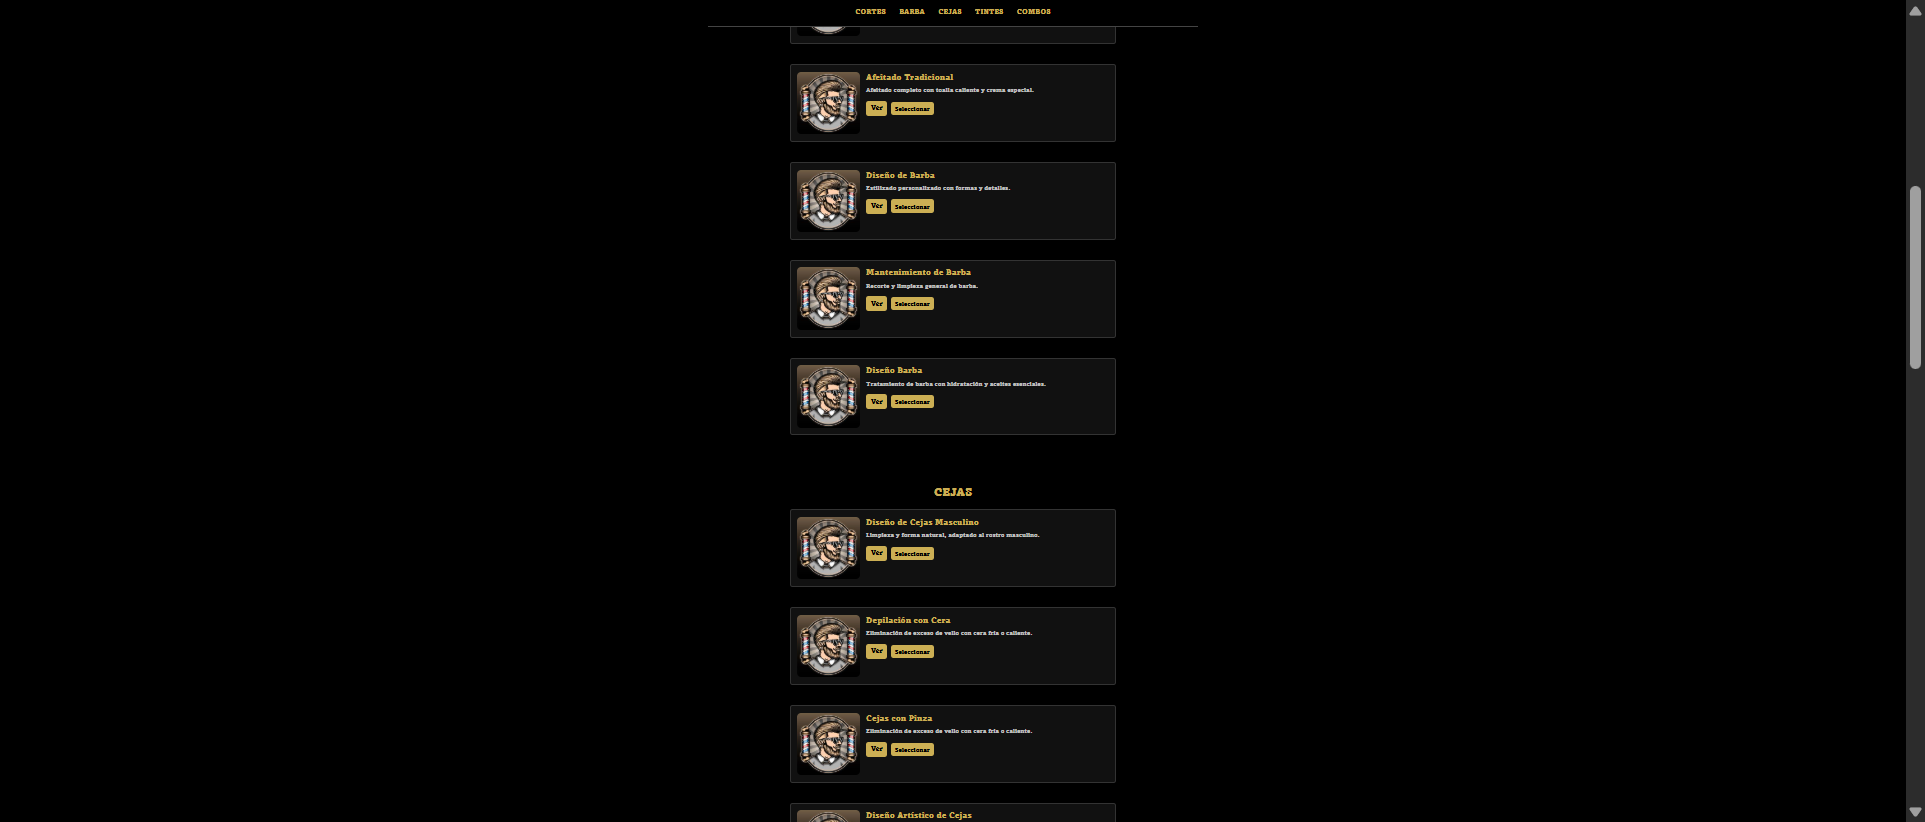 CORTES BARBA CEJAS TINTES COMBOS
Afeitado Tradicional
Afeitado completo con toalla caliente y crema especial.
Ver Seleccionar
Diseño de Barba
Estilizado personalizado con formas y detalles.
Ver Seleccionar
Mantenimiento de Barba
Recorte y limpieza general de barba.
Ver Seleccionar
Diseño Barba
Tratamiento de barba con hidratación y aceites esenciales.
Ver Seleccionar
CEJAS
Diseño de Cejas Masculino
Limpieza y forma natural, adaptado al rostro masculino.
Ver Seleccionar
Depilación con Cera
Eliminación de exceso de vello con cera fría o caliente.
Ver Seleccionar
Cejas con Pinza
Eliminación de exceso de vello con cera fría o caliente.
Ver Seleccionar
Diseño Artístico de Cejas